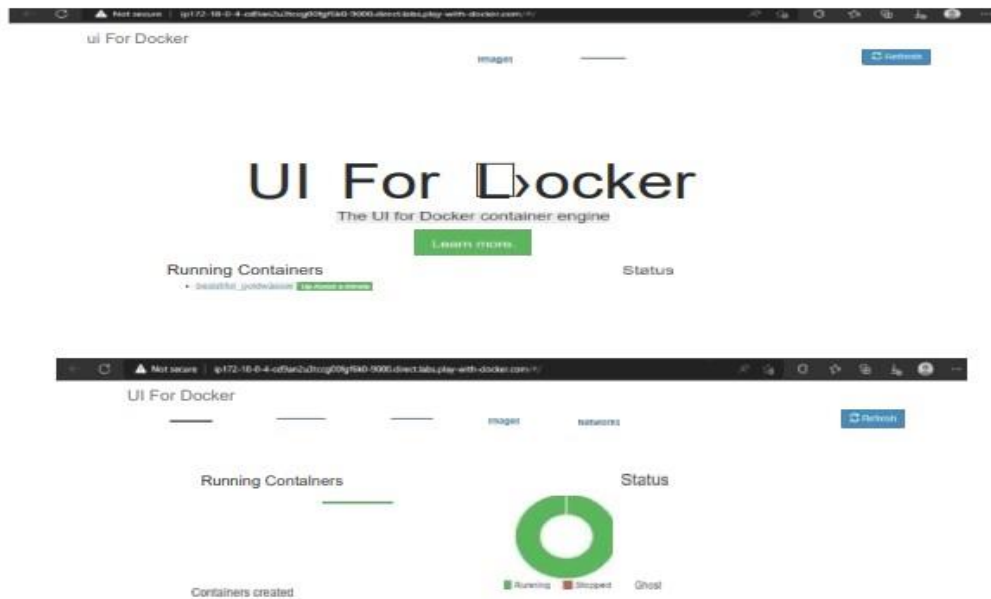 Not secure
ui For Docker
Images
Refresh
UI For Docker
The UI for Docker container engine
Learn more.
Running Containers
Status
Not secure
UI For Docker
Images
Networks
Refresh
Running Containers
Status
Running
Stopped
Ghost
Containers created